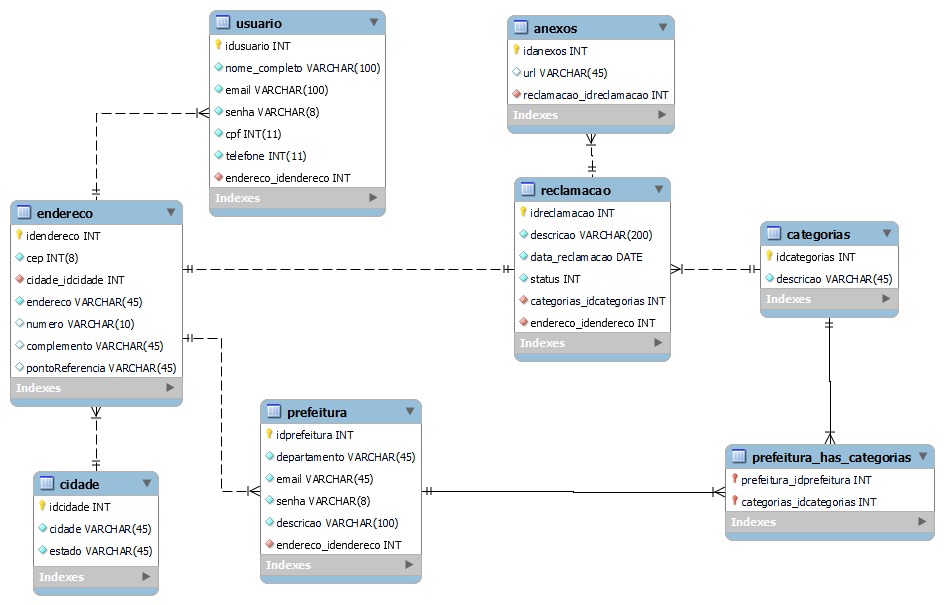 usuario
idusuario INT
nome_completo VARCHAR(100)
email VARCHAR(100)
senha VARCHAR(8)
cpf INT(11)
telefone INT(11)
endereco_idendereco INT
Indexes
anexos
idanexos INT
url VARCHAR(45)
reclamacao_idreclamacao INT
Indexes
endereco
idendereco INT
cep INT(8)
cidade_idcidade INT
endereco VARCHAR(45)
numero VARCHAR(10)
complemento VARCHAR(45)
pontoReferencia VARCHAR(45)
Indexes
reclamacao
idreclamacao INT
descricao VARCHAR(200)
data_reclamacao DATE
status INT
categorias_idcategorias INT
endereco_idendereco INT
Indexes
categorias
idcategorias INT
descricao VARCHAR(45)
Indexes
cidade
idcidade INT
cidade VARCHAR(45)
estado VARCHAR(45)
Indexes
prefeitura
idprefeitura INT
departamento VARCHAR(45)
email VARCHAR(45)
senha VARCHAR(8)
descricao VARCHAR(100)
endereco_idendereco INT
Indexes
prefeitura_has_categorias
prefeitura_idprefeitura INT
categorias_idcategorias INT
Indexes